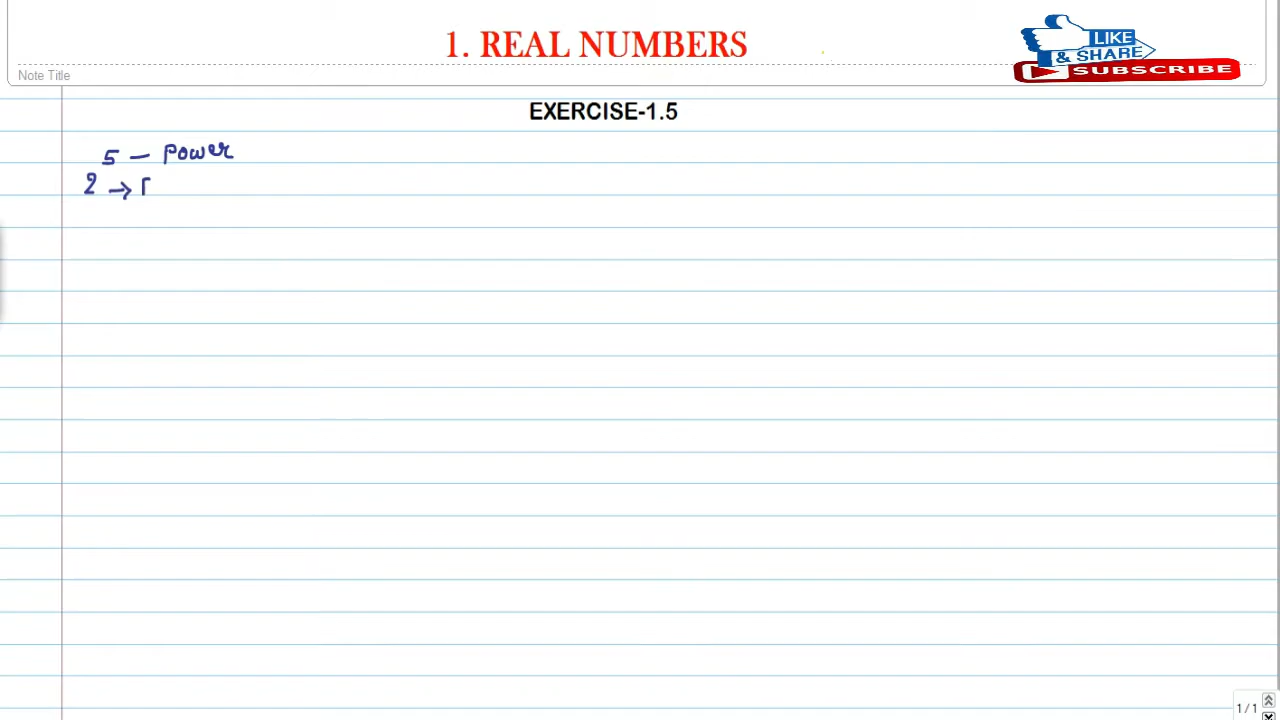 1. REAL NUMBERS
LIKE
& SHARE
SUBSCRIBE
Note Title
EXERCISE-1.5
5 — Power
2 →
1/1